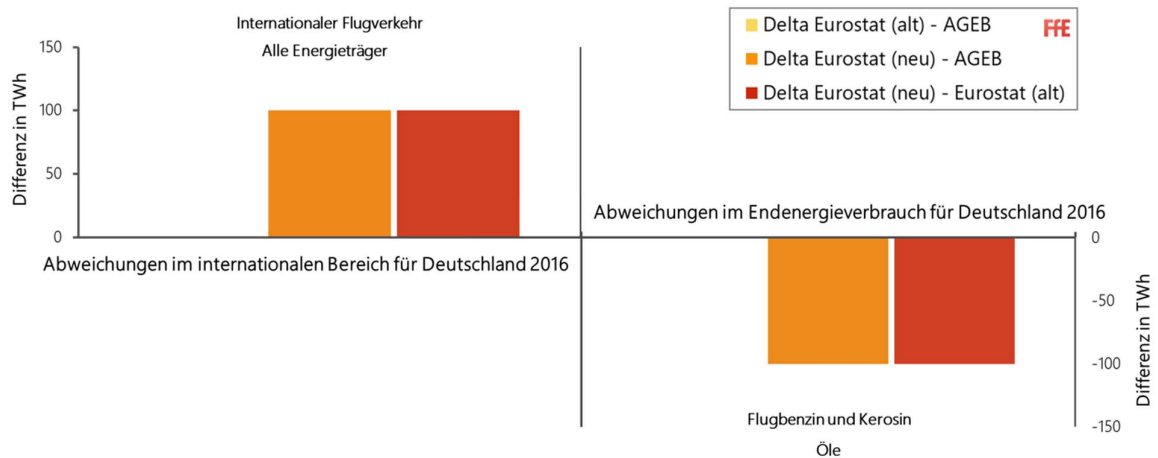 Internationaler Flugverkehr
Alle Energieträger
150
100
50
0
Differenz in TWh
Abweichungen im internationalen Bereich für Deutschland 2016
Delta Eurostat (alt) - AGEB
FfE
Delta Eurostat (neu) - AGEB
Delta Eurostat (neu) - Eurostat (alt)
Abweichungen im Endenergieverbrauch für Deutschland 2016
0
-50
-100
-150
Differenz in TWh
Flugbenzin und Kerosin
Öle